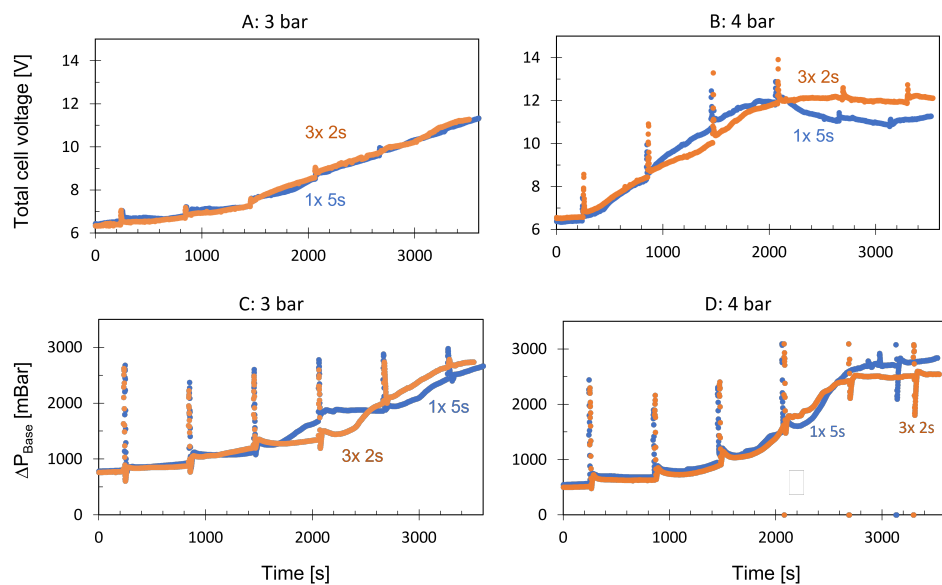 A: 3 bar
B: 4 bar
Total cell voltage [V]
14
12
10
8
6
3x 2s
1x 5s
0
1000
2000
3000
14
12
10
8
6
3x 2s
1x 5s
0
1000
2000
3000
C: 3 bar
D: 4 bar
ΔP Base [mBar]
3000
2000
1000
0
1x 5s
3x 2s
0
1000
2000
3000
3000
2000
1000
0
1x 5s
3x 2s
0
1000
2000
3000
Time [s]
Time [s]